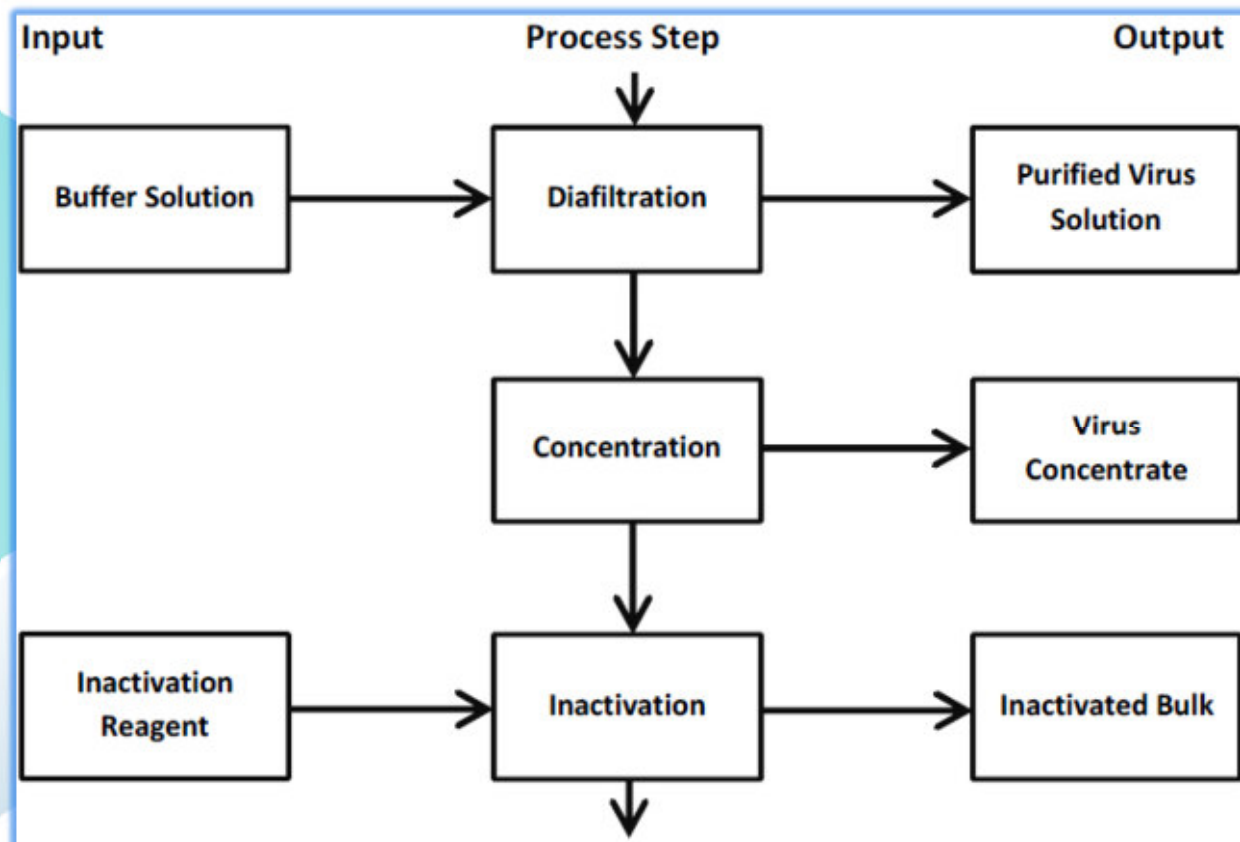 Input
Process Step
Output
Buffer Solution
Diafiltration
Purified Virus
Solution
Concentration
Virus
Concentrate
Inactivation
Reagent
Inactivation
Inactivated Bulk